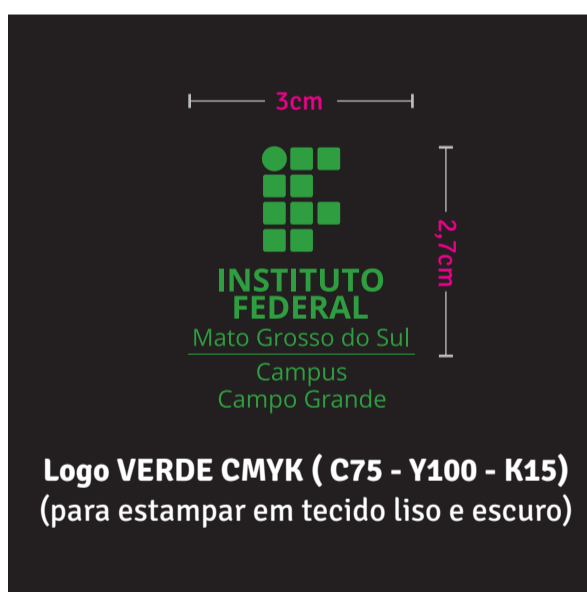 3cm
2,7cm
INSTITUTO
FEDERAL
Mato Grosso do Sul
Campus
Campo Grande
Logo VERDE CMYK ( C75 - Y100 - K15)
(para estampar em tecido liso e escuro)